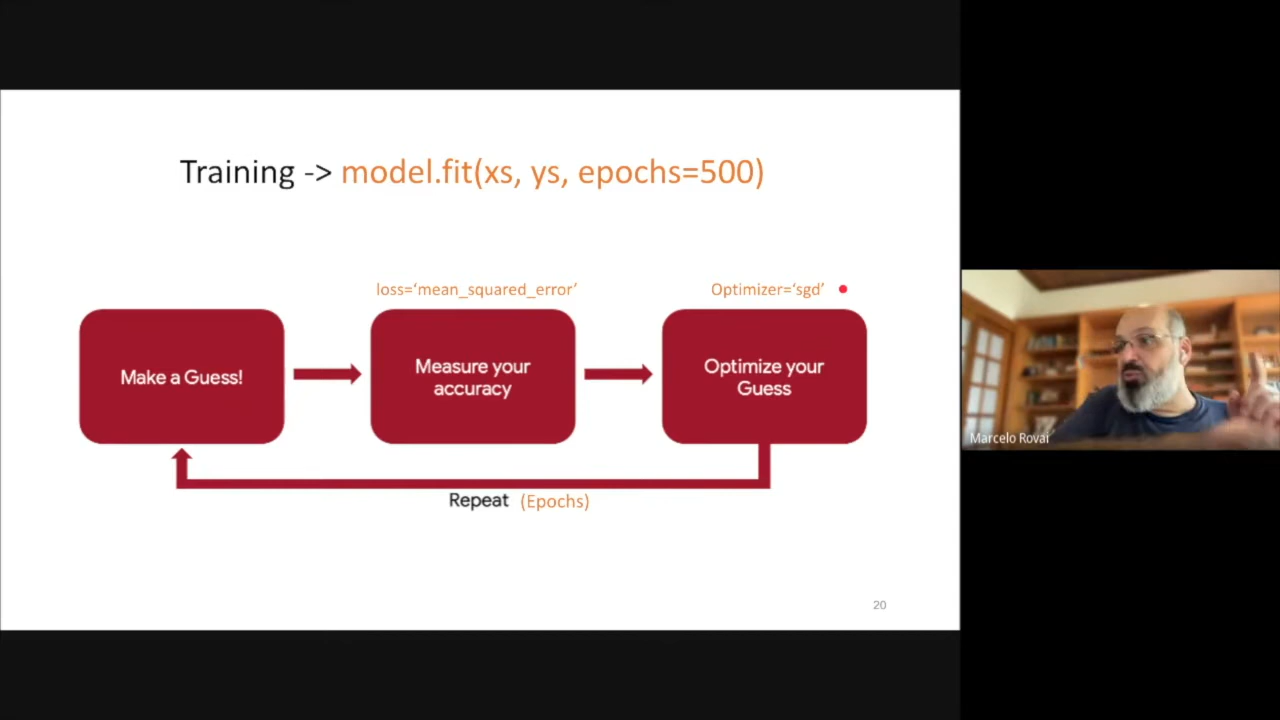 Training -> model.fit(xs, ys, epochs=500)
loss=‘mean_squared_error’
Optimizer=‘sgd’
Make a Guess!
Measure your
accuracy
Optimize your
Guess
Repeat (Epochs)
20
Marcelo Rovai